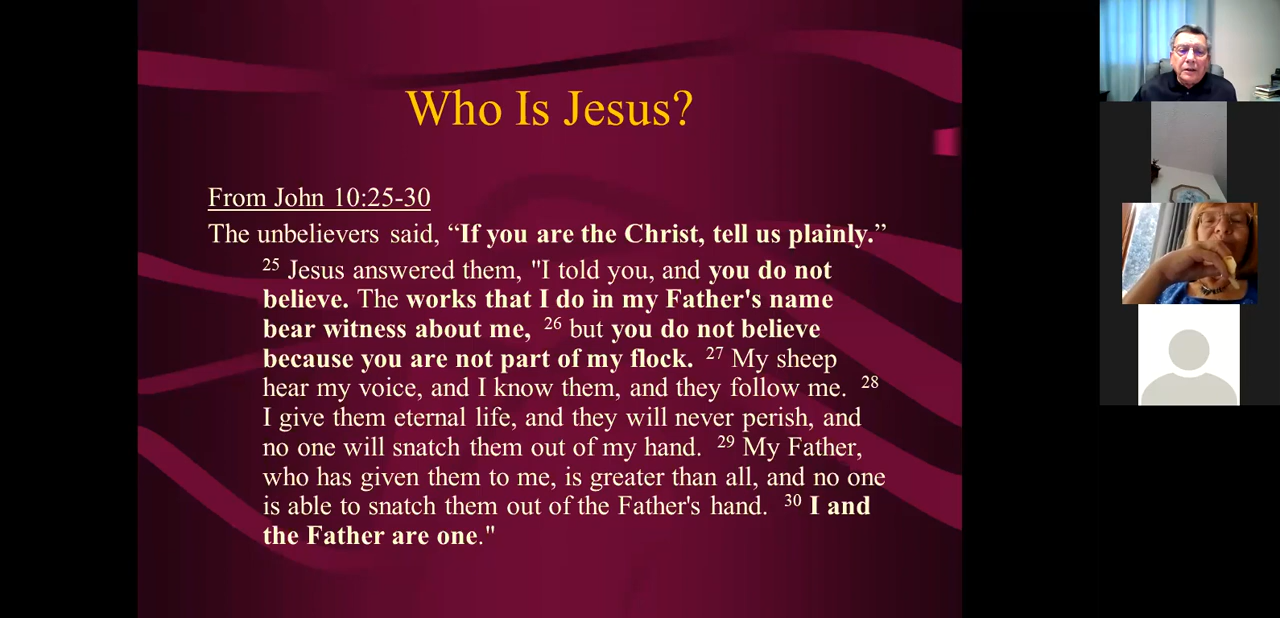 Who Is Jesus?
From John 10:25-30
The unbelievers said, “If you are the Christ, tell us plainly.”
25 Jesus answered them, "I told you, and you do not
believe. The works that I do in my Father's name
bear witness about me, 26 but you do not believe
because you are not part of my flock. 27 My sheep
hear my voice, and I know them, and they follow me. 28
I give them eternal life, and they will never perish, and
no one will snatch them out of my hand. 29 My Father,
who has given them to me, is greater than all, and no one
is able to snatch them out of the Father's hand. 30 I and
the Father are one."